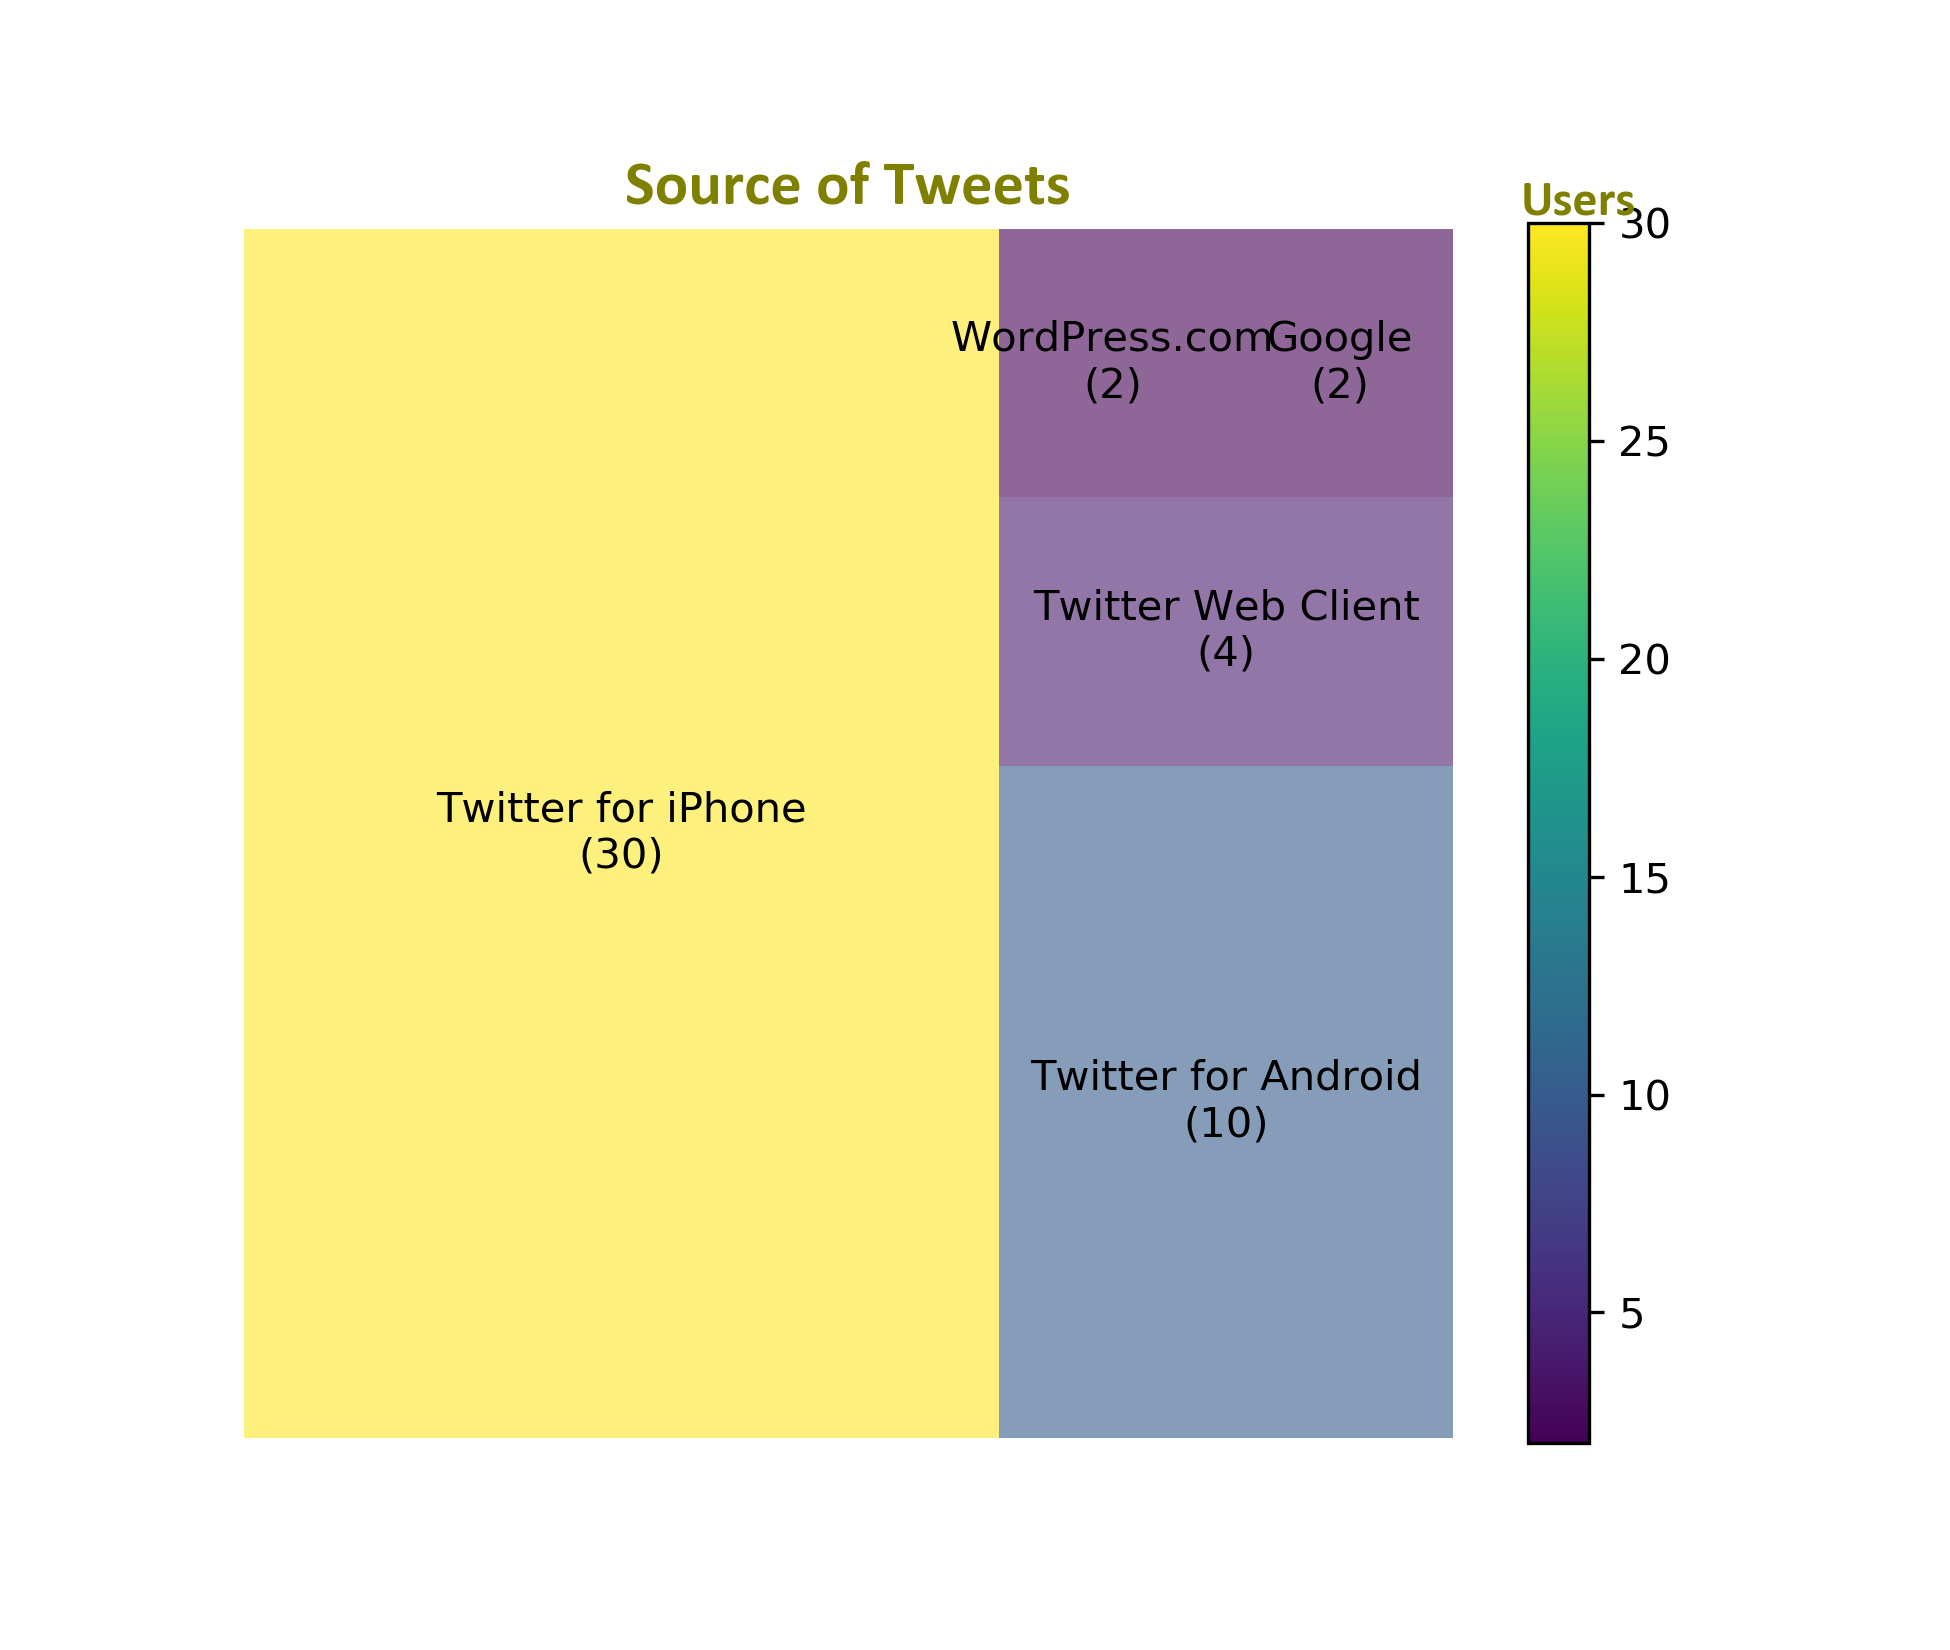 Source of Tweets
Users
WordPress.com
(2)
Google
(2)
Twitter Web Client
(4)
Twitter for iPhone
(30)
Twitter for Android
(10)
30
25
20
15
10
5